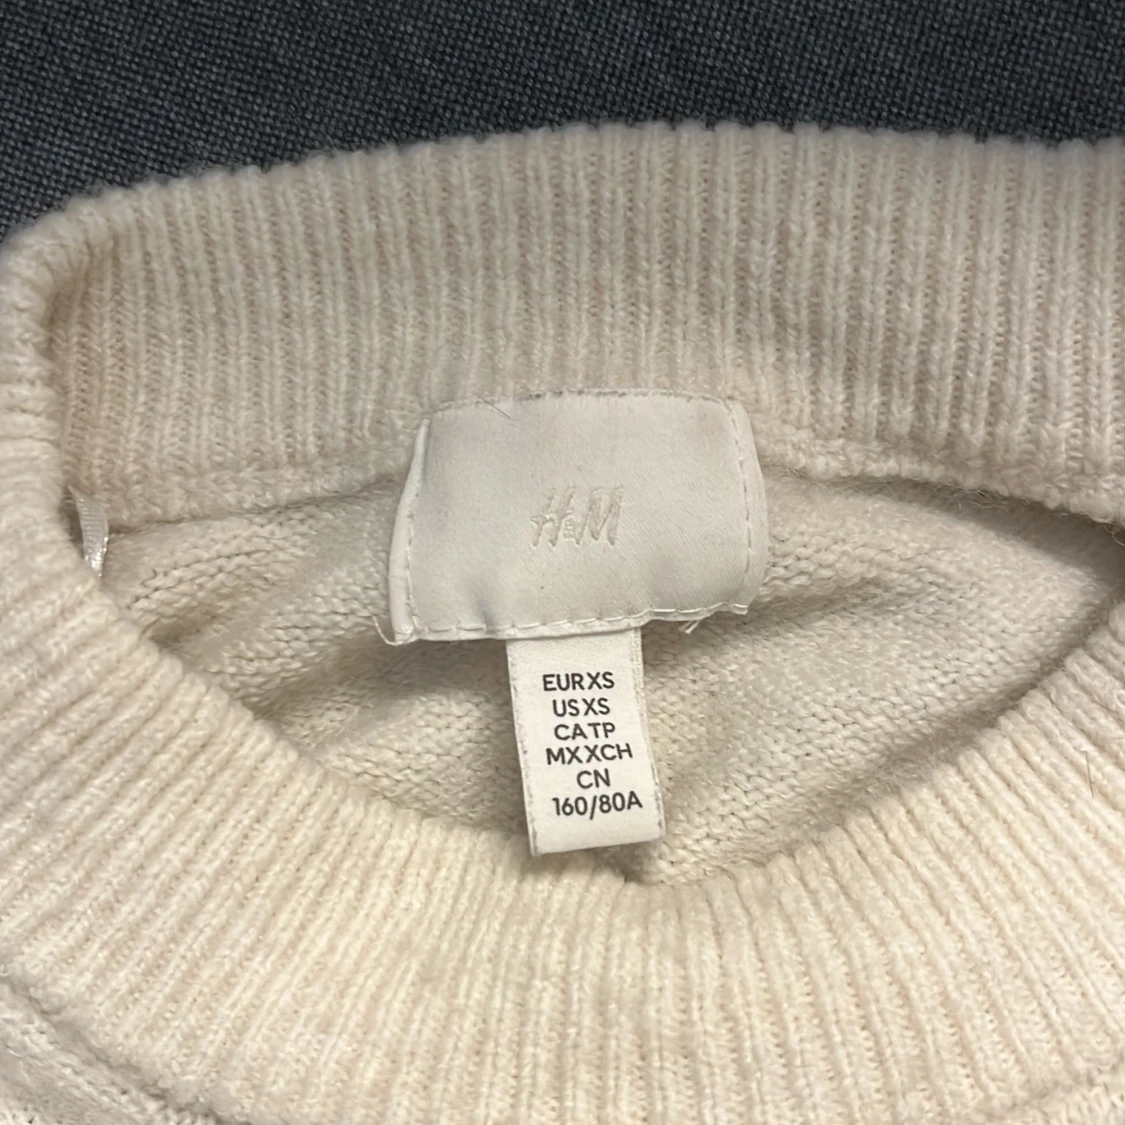 H&M
EUR XS
US XS
CA TP
MX XCH
CN
160/80A